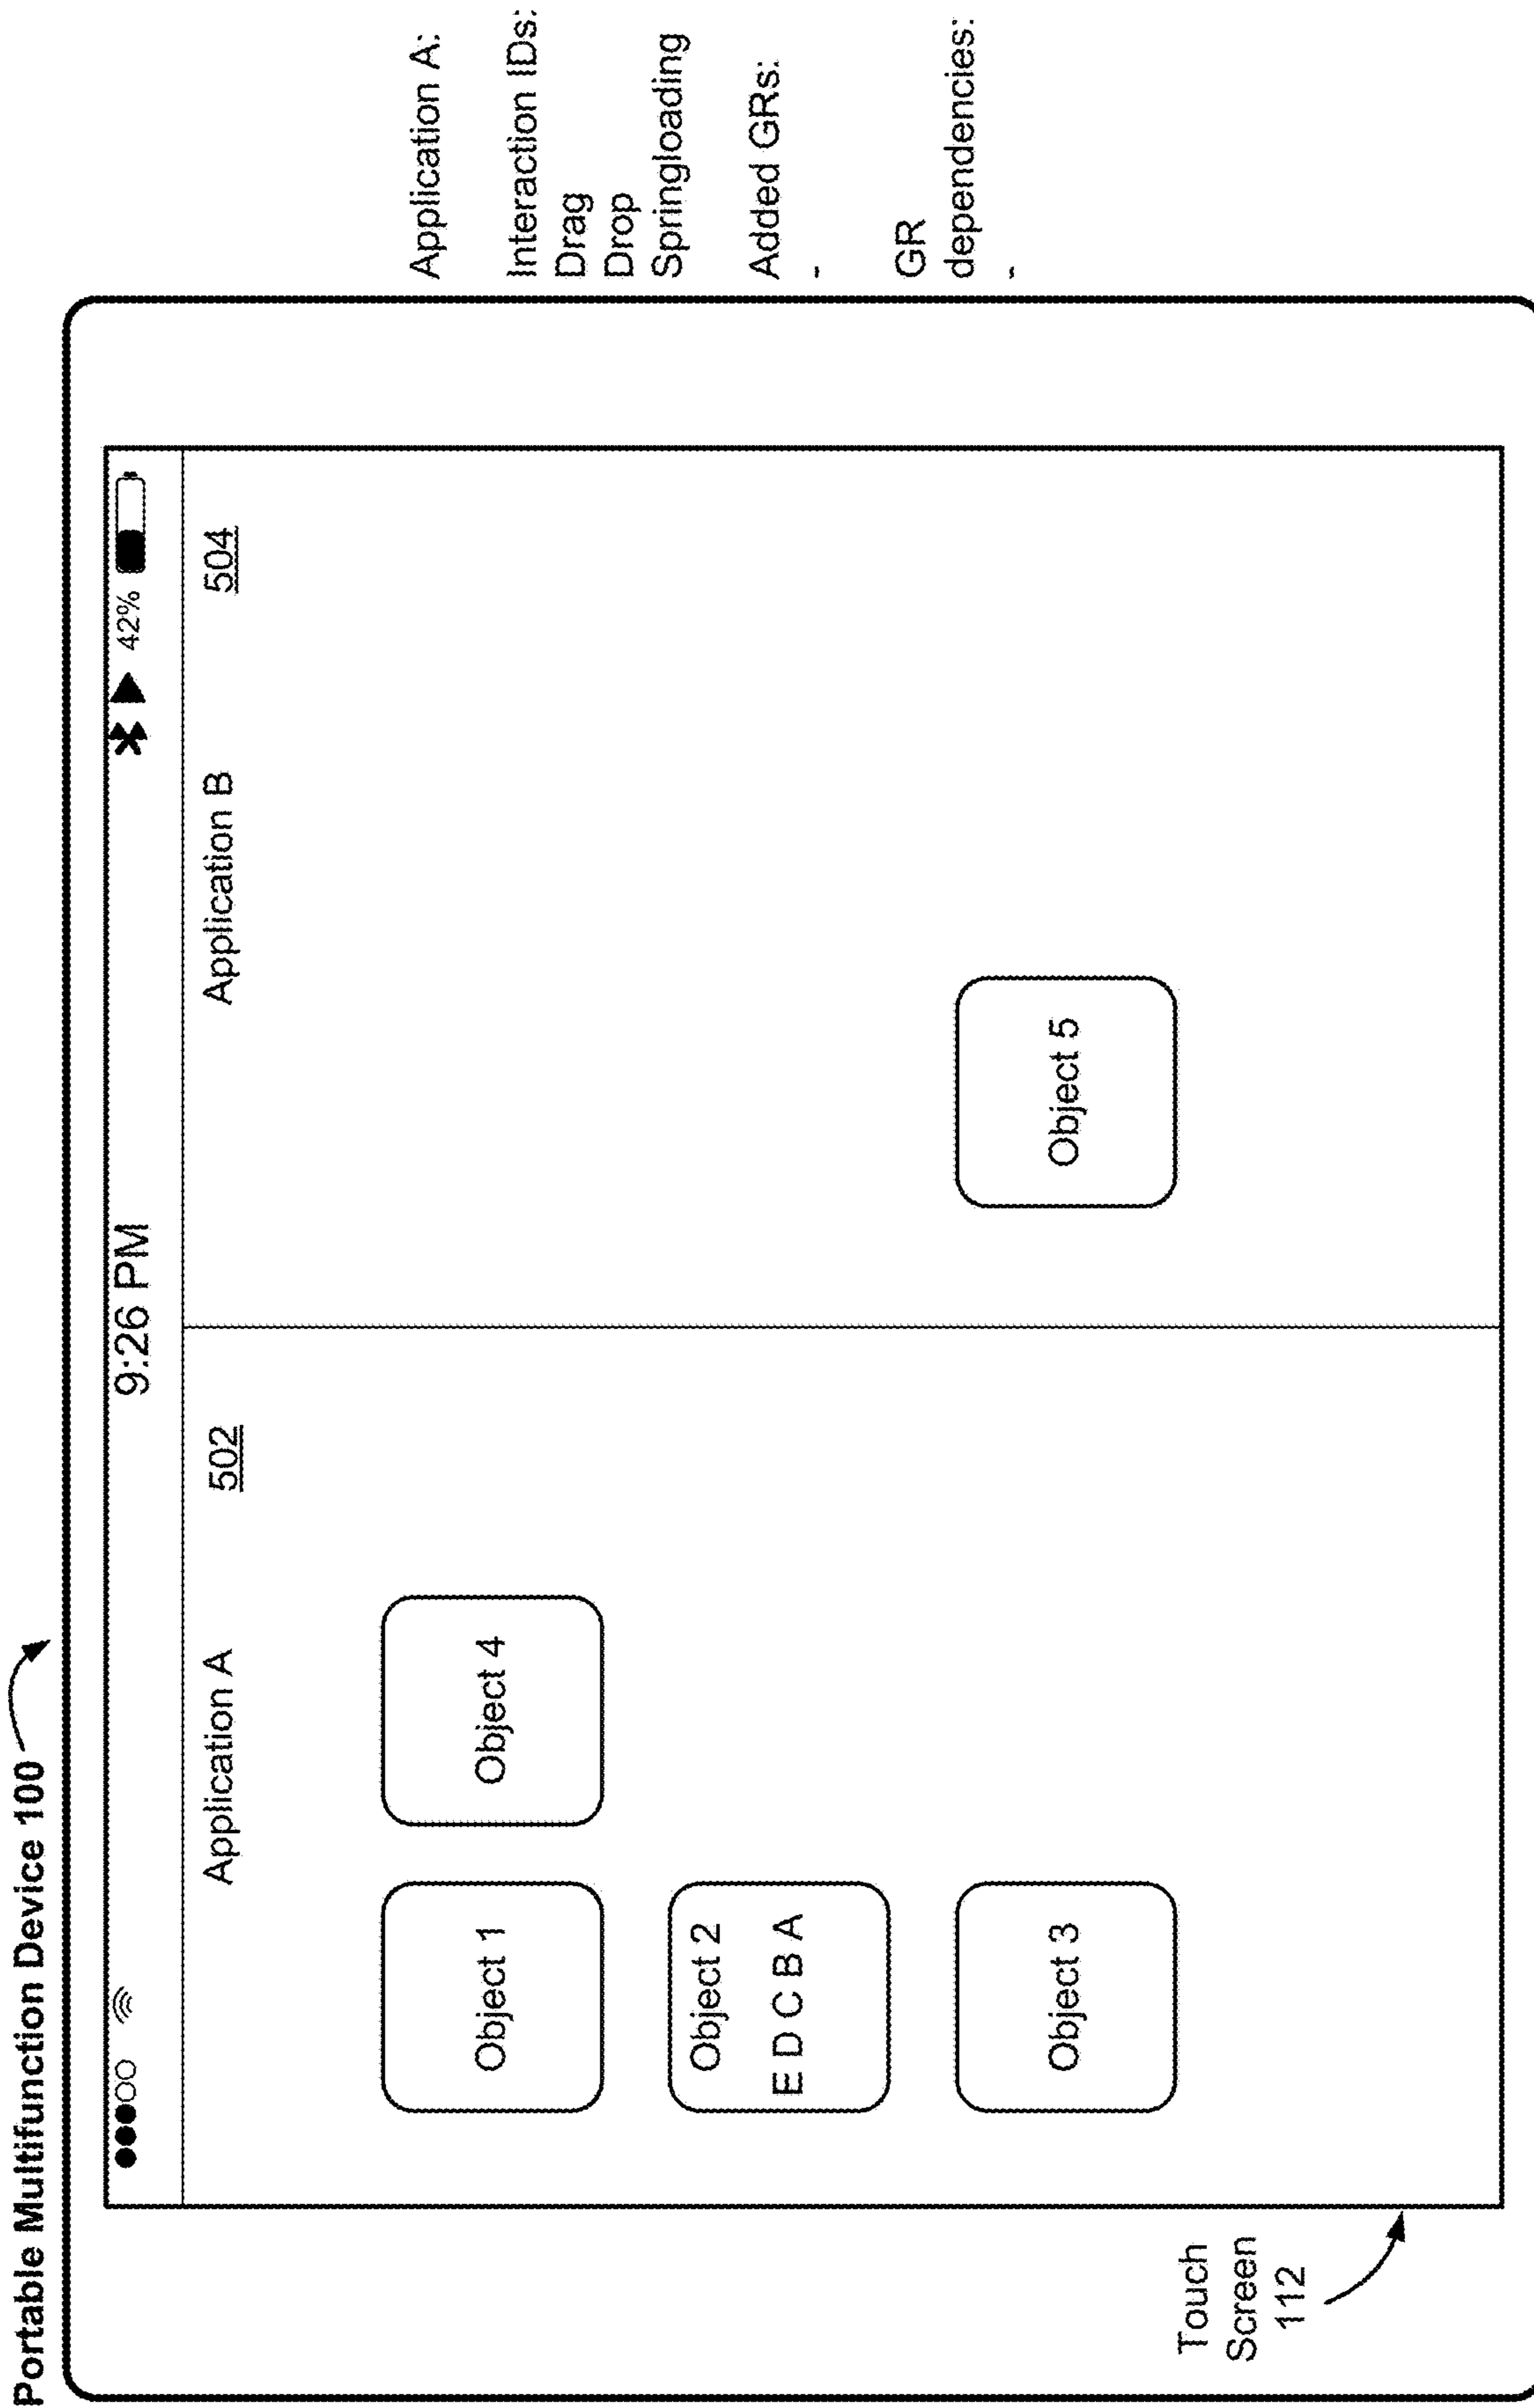 Portable Multifunction Device 100
9:26 PM
42%
Application A
502
Application B
504
Object 1
Object 4
Object 2
E D C B A
Object 3
Object 5
Touch
Screen
112
Application A:
Interaction IDs:
Drag
Drop
Springloading
Added GRs:
-
GR
dependencies:
-